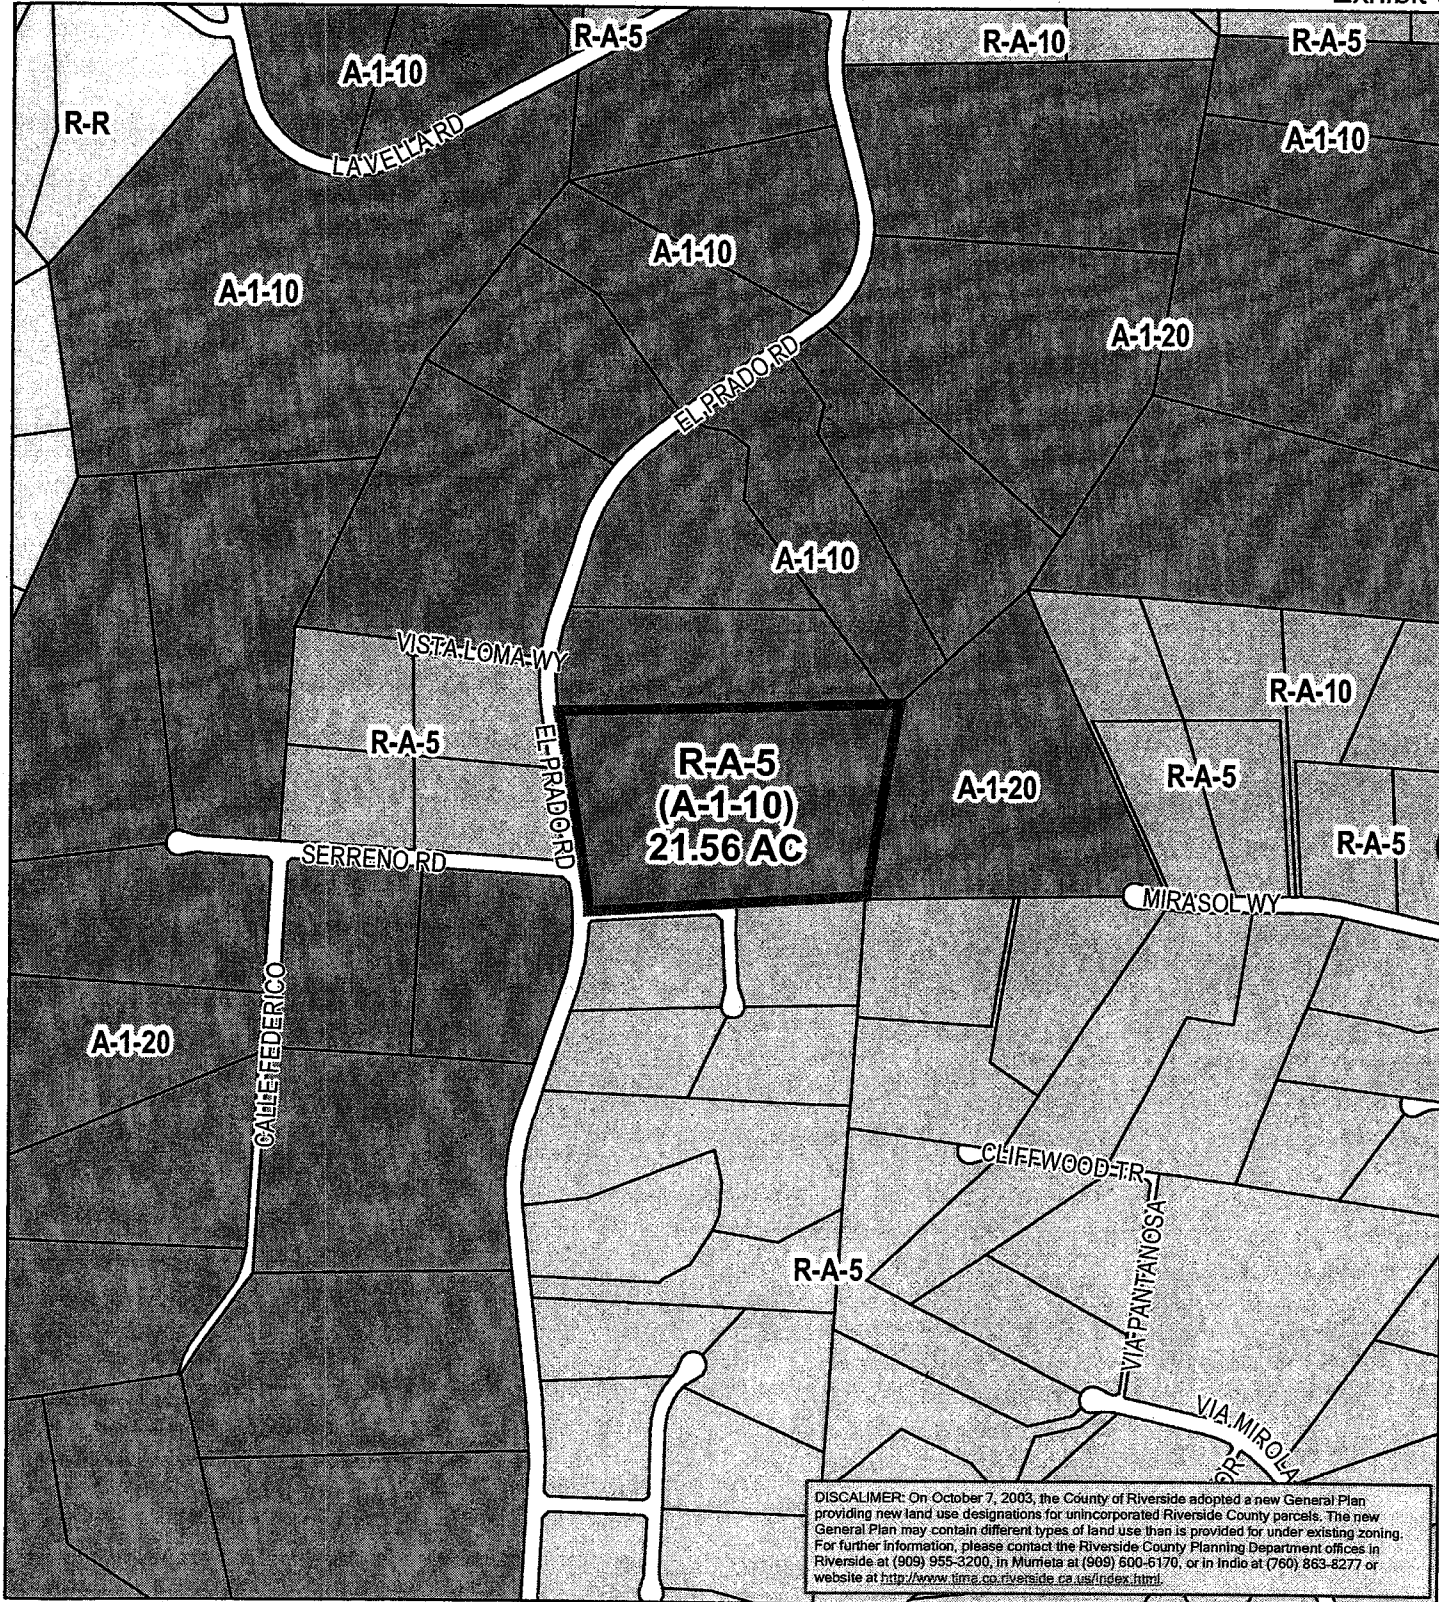 R-A-5
R-A-10
R-A-5
A-1-10
R-R
LA VELLA RD
A-1-10
A-1-10
A-1-10
A-1-20
EL PRADO RD
A-1-10
VISTA LOMA WY
R-A-10
R-A-5
EL PRADO RD
R-A-5
(A-1-10)
21.56 AC
A-1-20
R-A-5
R-A-5
SERRENO RD
MIRASOL WY
A-1-20
CALLE FEDERICO
CLIFFWOOD TR
VIA PANTANOSA
R-A-5
VIA MIROLA
DISCALIMER: On October 7, 2003, the County of Riverside adopted a new General Plan
providing new land use designations for unincorporated Riverside County parcels. The new
General Plan may contain different types of land use than is provided for under existing zoning.
For further information, please contact the Riverside County Planning Department offices in
Riverside at (909) 955-3200, in Murrieta at (909) 600-6170, or in Indio at (760) 863-8277 or
website at http://www.tlma.co.riverside.ca.us/index.html.